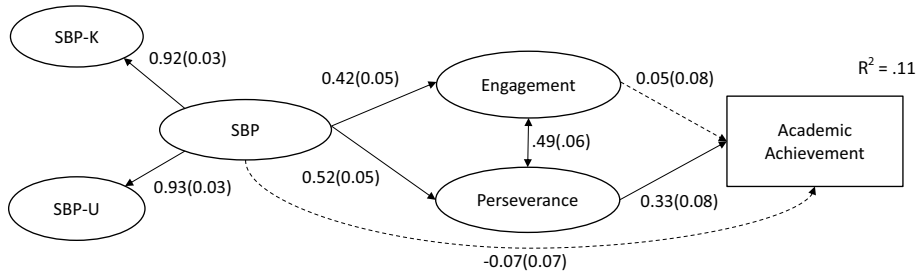 SBP-K
0.92(0.03)
SBP
0.93(0.03)
SBP-U
0.42(0.05)
0.52(0.05)
Engagement
.49(.06)
Perseverance
0.05(0.08)
0.33(0.08)
-0.07(0.07)
R² = .11
Academic
Achievement